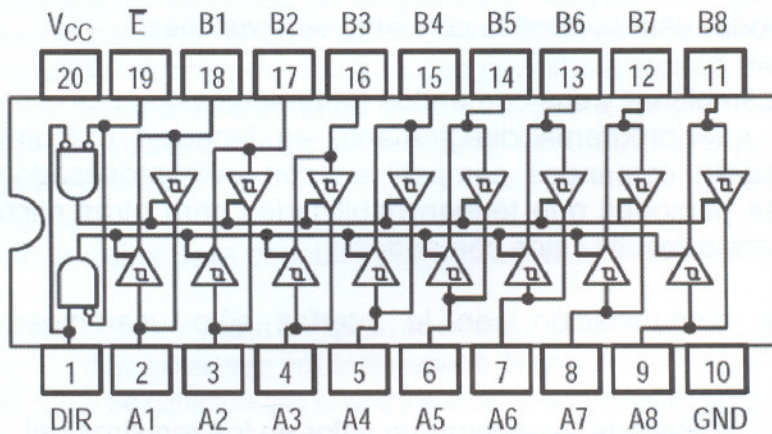 V_CC E̅ B1 B2 B3 B4 B5 B6 B7 B8
20 19 18 17 16 15 14 13 12 11
1 2 3 4 5 6 7 8 9 10
DIR A1 A2 A3 A4 A5 A6 A7 A8 GND